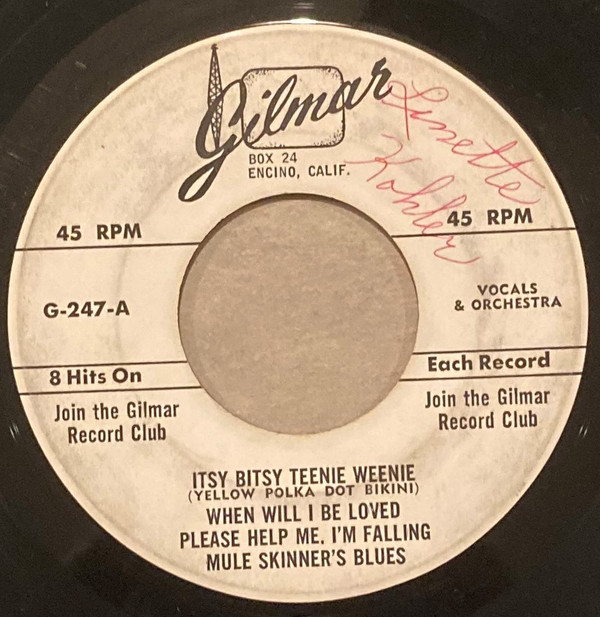 Gilmar
BOX 24
ENCINO, CALIF.
Linette
Kohler
45 RPM
45 RPM
G-247-A
VOCALS
& ORCHESTRA
8 Hits On
Each Record
Join the Gilmar
Record Club
Join the Gilmar
Record Club
ITSY BITSY TEENIE WEENIE
(YELLOW POLKA DOT BIKINI)
WHEN WILL I BE LOVED
PLEASE HELP ME, I'M FALLING
MULE SKINNER'S BLUES